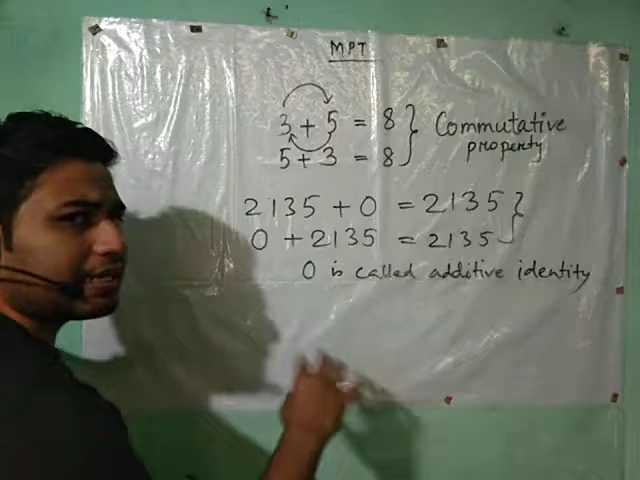 MPT
3 + 5 = 8
5 + 3 = 8
Commutative
property
2135 + 0 = 2135
0 + 2135 = 2135
0 is called additive identity